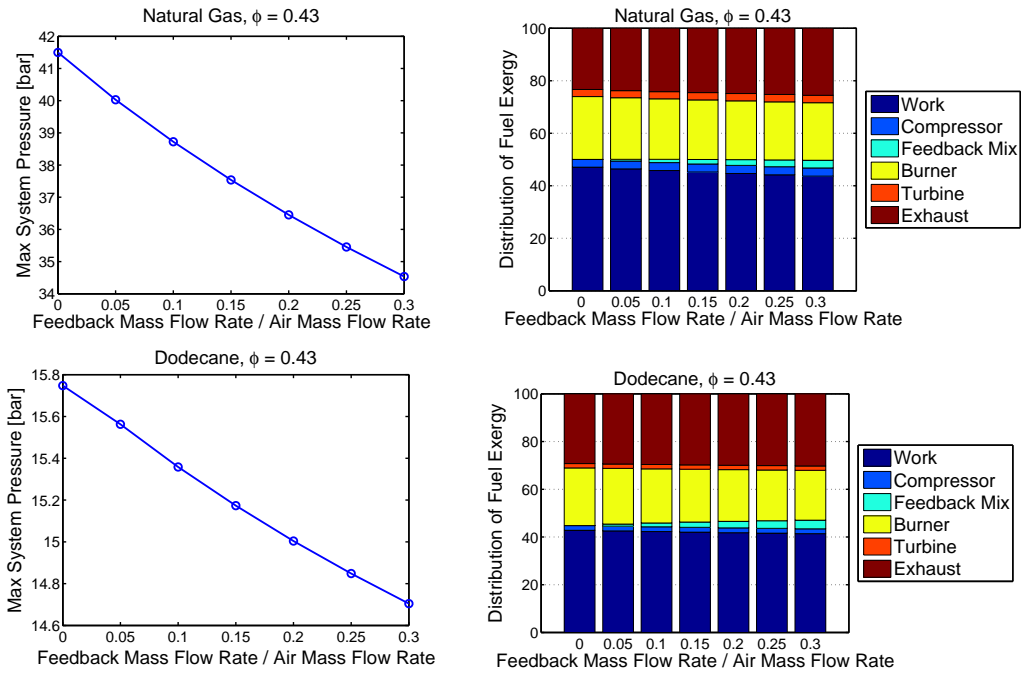 Natural Gas, ϕ = 0.43
Max System Pressure [bar]
42
41
40
39
38
37
36
35
34
0 0.05 0.1 0.15 0.2 0.25 0.3
Feedback Mass Flow Rate / Air Mass Flow Rate
Natural Gas, ϕ = 0.43
Distribution of Fuel Exergy
100
80
60
40
20
0
0 0.05 0.1 0.15 0.2 0.25 0.3
Feedback Mass Flow Rate / Air Mass Flow Rate
Work
Compressor
Feedback Mix
Burner
Turbine
Exhaust
Dodecane, ϕ = 0.43
Max System Pressure [bar]
15.8
15.6
15.4
15.2
15
14.8
14.6
0 0.05 0.1 0.15 0.2 0.25 0.3
Feedback Mass Flow Rate / Air Mass Flow Rate
Dodecane, ϕ = 0.43
Distribution of Fuel Exergy
100
80
60
40
20
0
0 0.05 0.1 0.15 0.2 0.25 0.3
Feedback Mass Flow Rate / Air Mass Flow Rate
Work
Compressor
Feedback Mix
Burner
Turbine
Exhaust